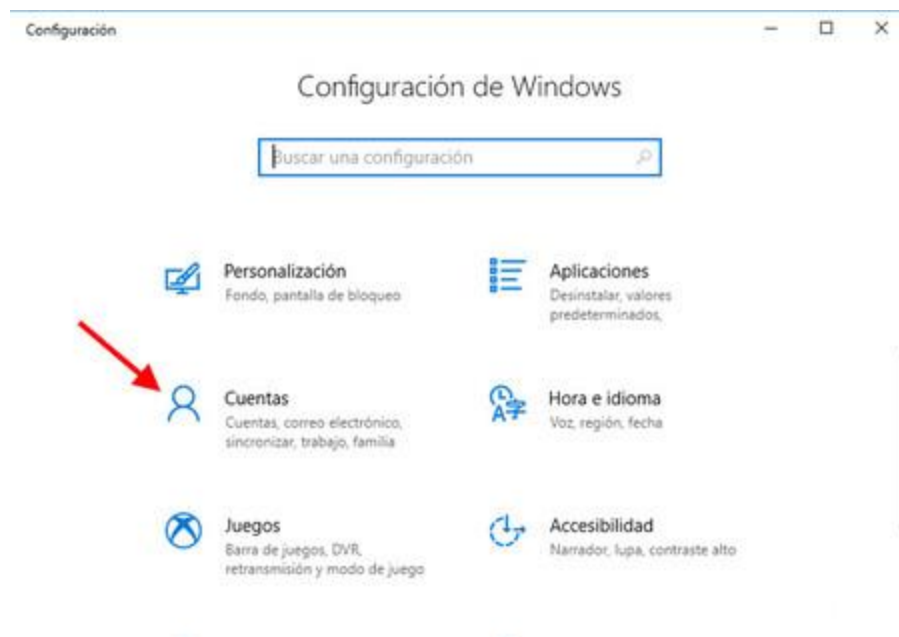 Configuración
Configuración de Windows
Buscar una configuración
Personalización
Fondo, pantalla de bloqueo
Aplicaciones
Desinstalar, valores
predeterminados,
Cuentas
Cuentas, correo electrónico,
sincronizar, trabajo, familia
Hora e idioma
Voz, región, fecha
Juegos
Barra de juegos, DVR,
retransmisión y modo de juego
Accesibilidad
Narrador, lupa, contraste alto